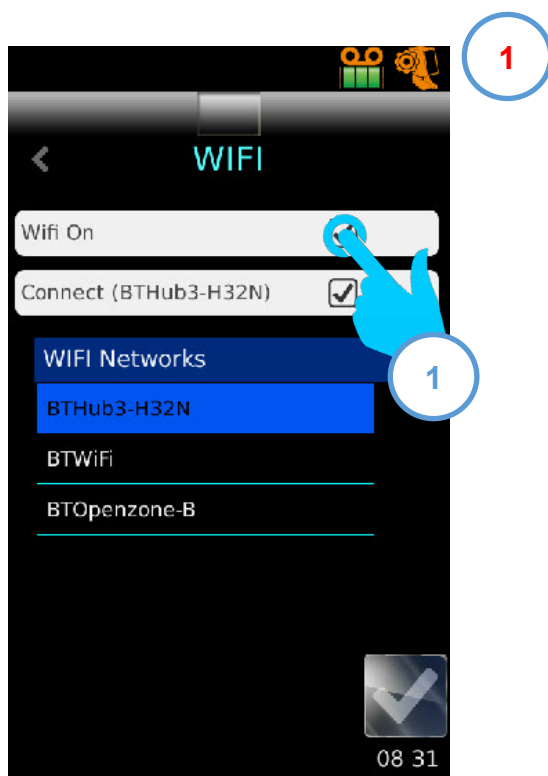 1
WIFI
Wifi On
Connect (BTHub3-H32N)
WIFI Networks
1
BTHub3-H32N
BTWiFi
BTOpenzone-B
08 31